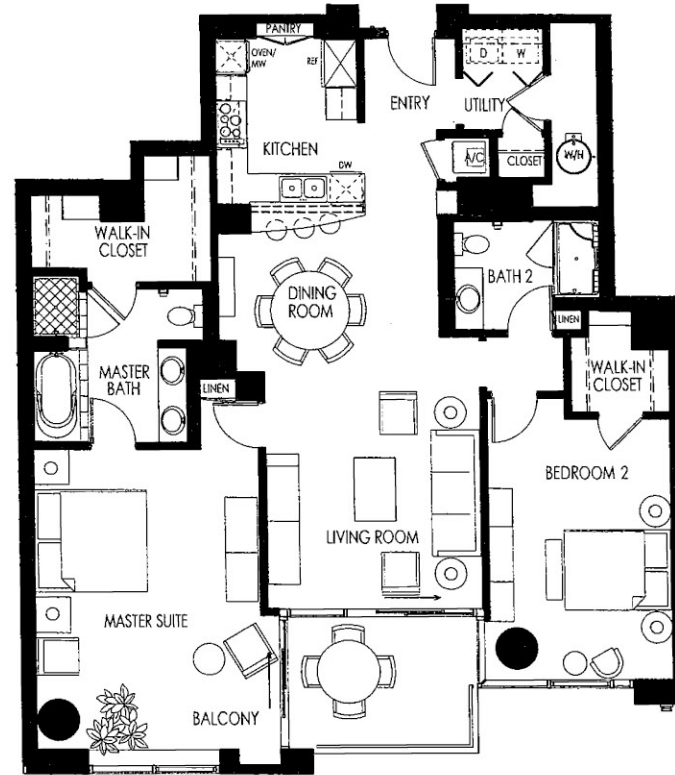 PANTRY
OVEN/
MW
REF
D
W
ENTRY
UTILITY
KITCHEN
A/C
CLOSET
W/H
DW
WALK-IN
CLOSET
BATH 2
DINING
ROOM
LINEN
MASTER
BATH
LINEN
WALK-IN
CLOSET
BEDROOM 2
LIVING ROOM
MASTER SUITE
BALCONY